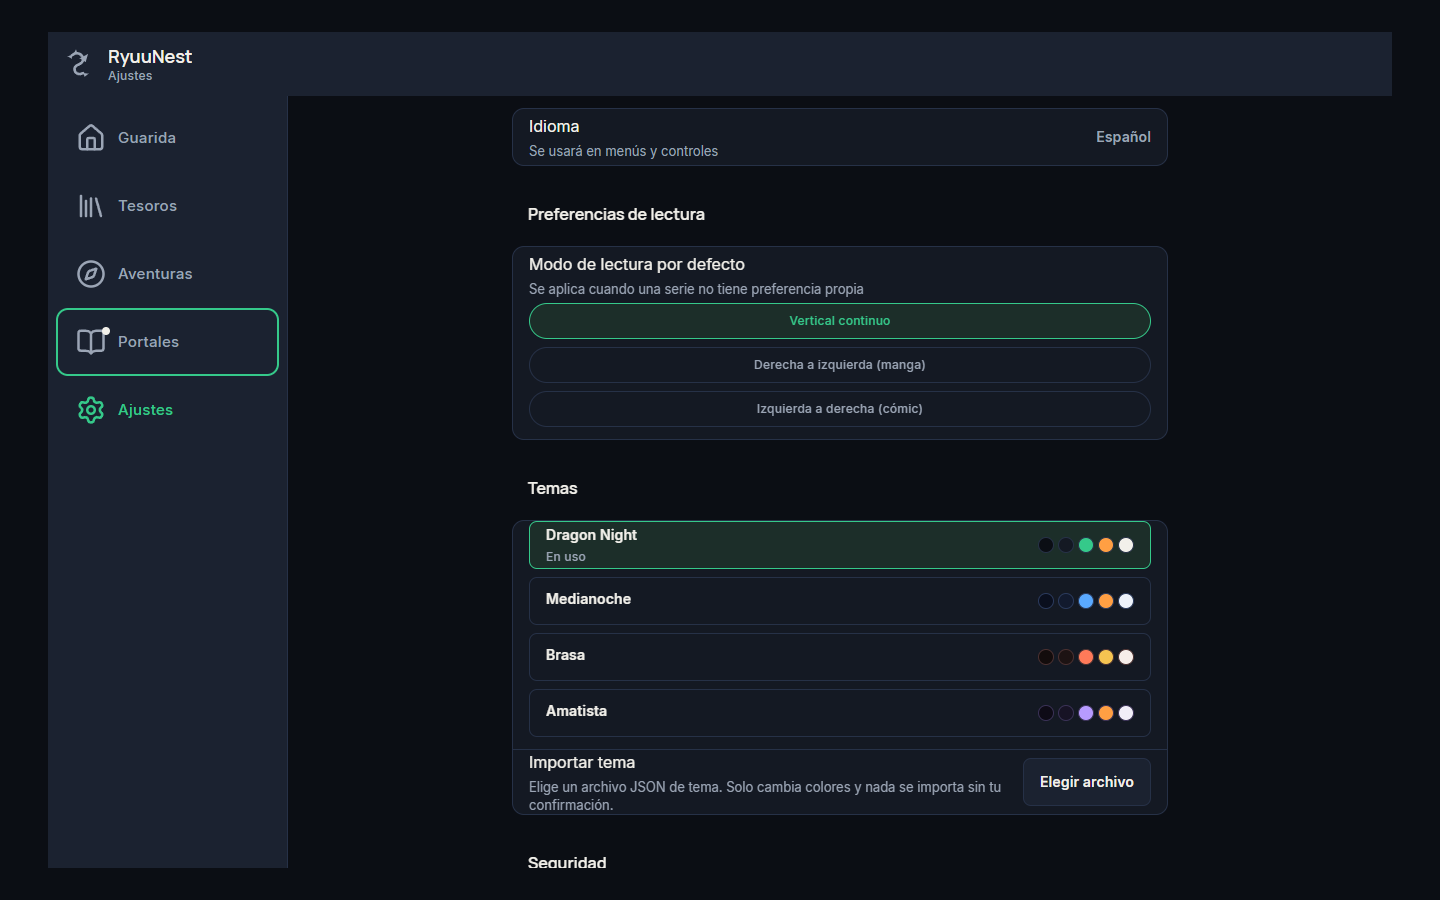 RyuuNest
Ajustes
Guarida
Tesoros
Aventuras
Portales
Ajustes
Idioma
Se usará en menús y controles
Español
Preferencias de lectura
Modo de lectura por defecto
Se aplica cuando una serie no tiene preferencia propia
Vertical continuo
Derecha a izquierda (manga)
Izquierda a derecha (cómic)
Temas
Dragon Night
En uso
Medianoche
Brasa
Amatista
Importar tema
Elige un archivo JSON de tema. Solo cambia colores y nada se importa sin tu
confirmación.
Elegir archivo
Seguridad